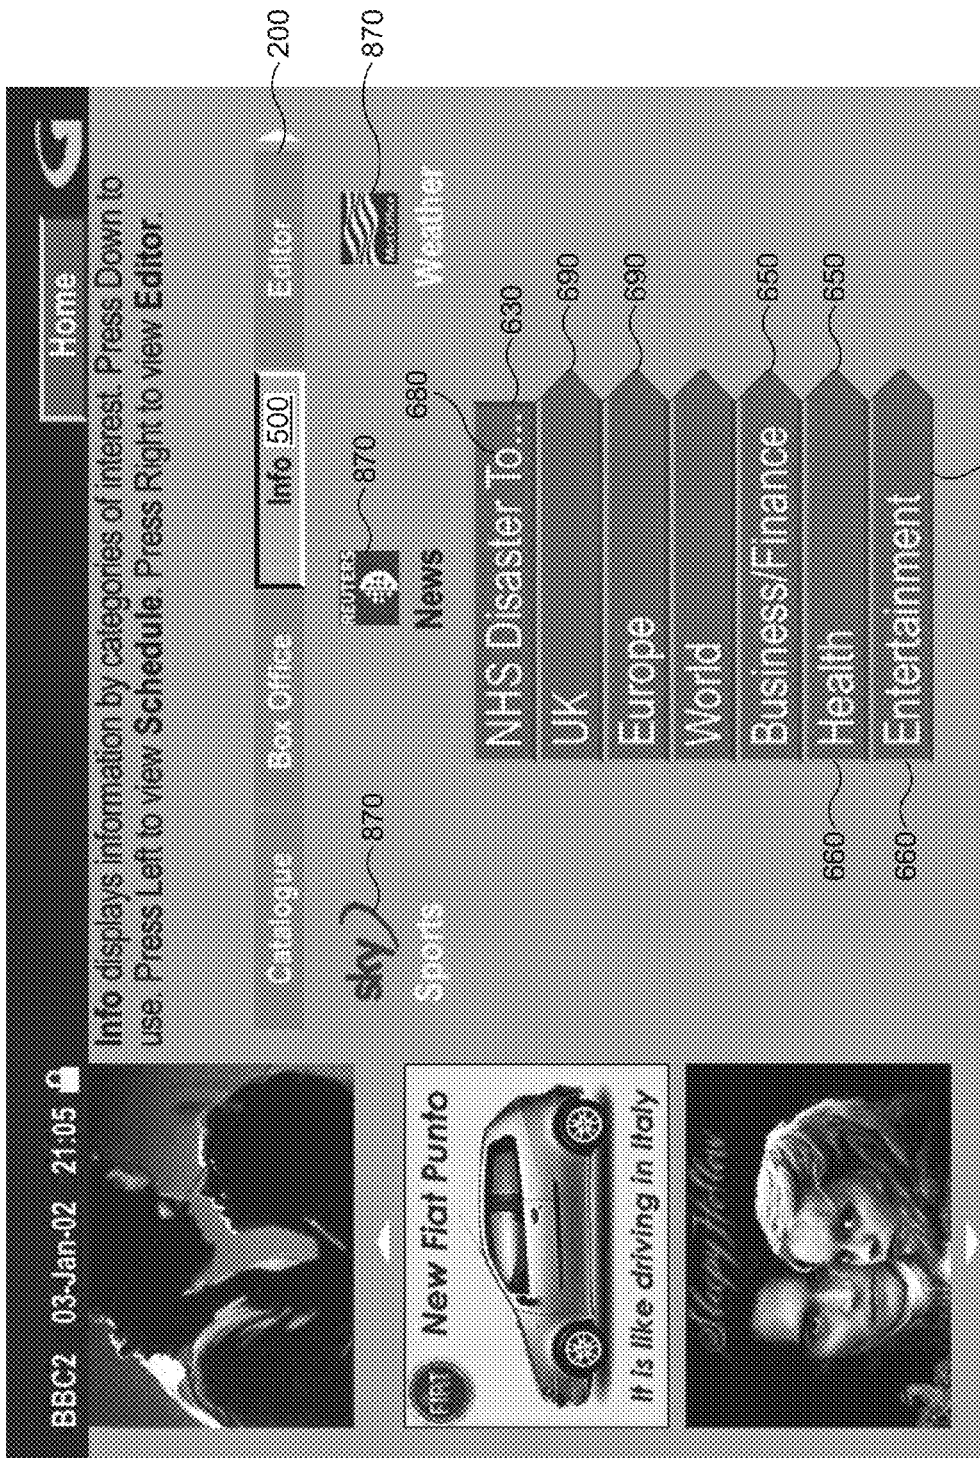 BBC2 03-Jan-02 21:05
Home
Info displays information by categories of interest. Press Down to
use. Press Left to view Schedule. Press Right to view Editor.
Catalogue Box Office Info 500 Editor
200
sky
870
REUTERS
870
870
Sports
News
Weather
680
NHS Disaster To...
630
UK
690
Europe
690
World
Business/Finance
650
660
Health
650
660
Entertainment
FIAT
New Fiat Punto
It is like driving in Italy